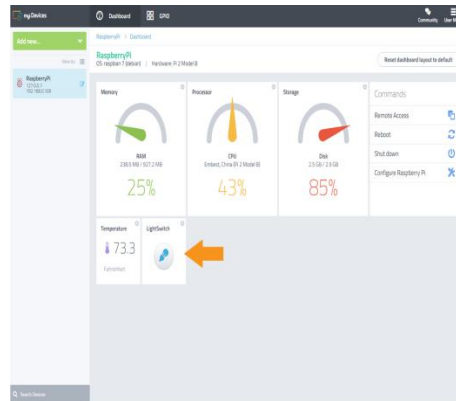 myDevices
Dashboard
GPIO
Community
User M
Add new...
RaspberryPi
Dashboard
RaspberryPi
Reset dashboard layout to default
RaspberryPi
Memory
Processor
Storage
Commands
Remote Access
Reboot
Shut down
Configure Raspberry Pi
RAM
CPU
Disk
25%
43%
85%
Temperature
LightSwitch
73.3
Fahrenheit